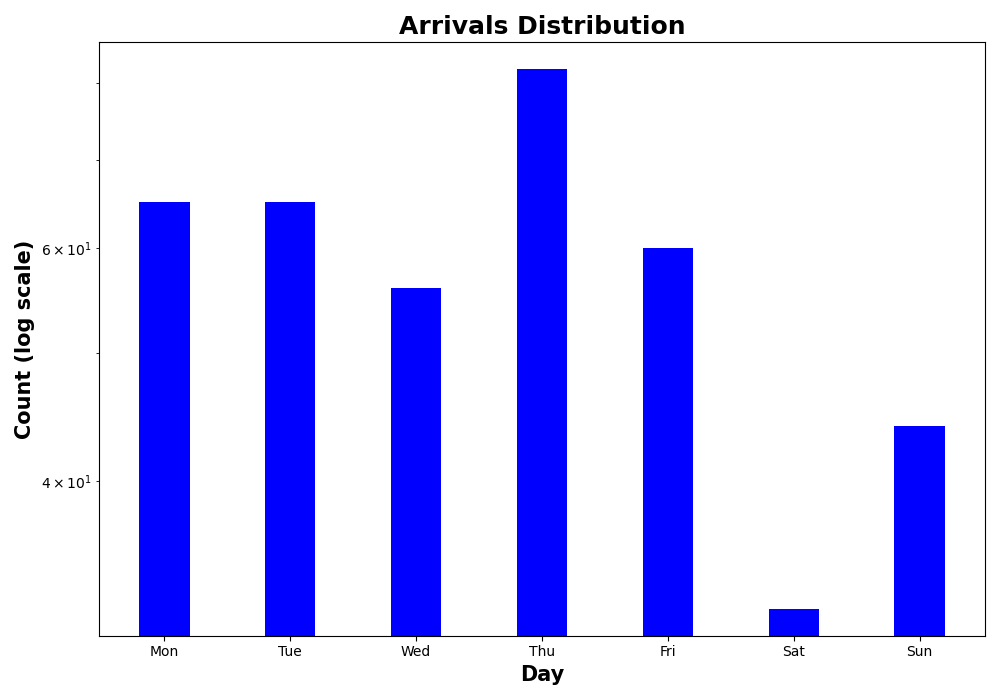 Arrivals Distribution
Count (log scale)
6 × 10¹
4 × 10¹
Mon Tue Wed Thu Fri Sat Sun
Day